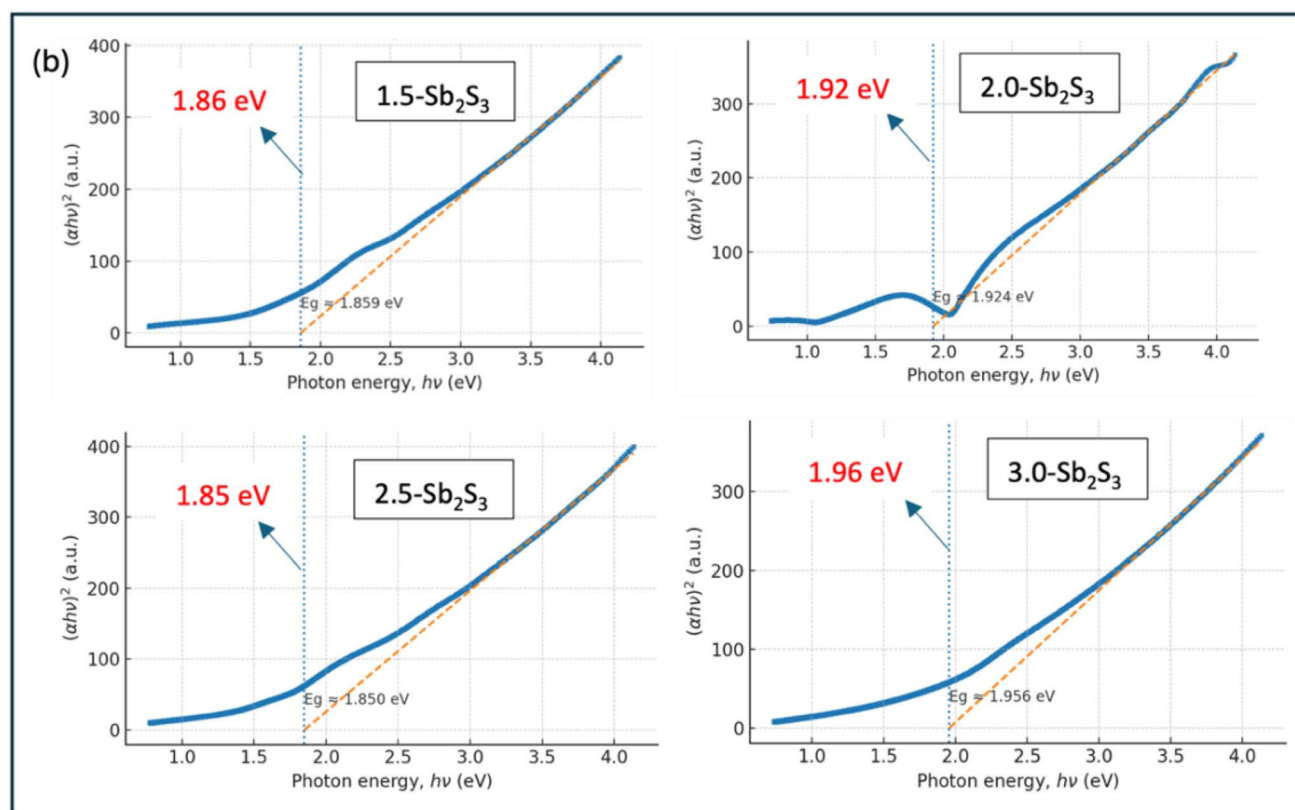 (b)
400
300
200
100
0
(αhν)² (a.u.)
1.86 eV
1.5-Sb₂S₃
Eg ≈ 1.859 eV
1.0 1.5 2.0 2.5 3.0 3.5 4.0
Photon energy, hν (eV)
300
200
100
0
(αhν)² (a.u.)
1.92 eV
2.0-Sb₂S₃
Eg ≈ 1.924 eV
1.0 1.5 2.0 2.5 3.0 3.5 4.0
Photon energy, hν (eV)
400
300
200
100
0
(αhν)² (a.u.)
1.85 eV
2.5-Sb₂S₃
Eg ≈ 1.850 eV
1.0 1.5 2.0 2.5 3.0 3.5 4.0
Photon energy, hν (eV)
300
200
100
0
(αhν)² (a.u.)
1.96 eV
3.0-Sb₂S₃
Eg ≈ 1.956 eV
1.0 1.5 2.0 2.5 3.0 3.5 4.0
Photon energy, hν (eV)